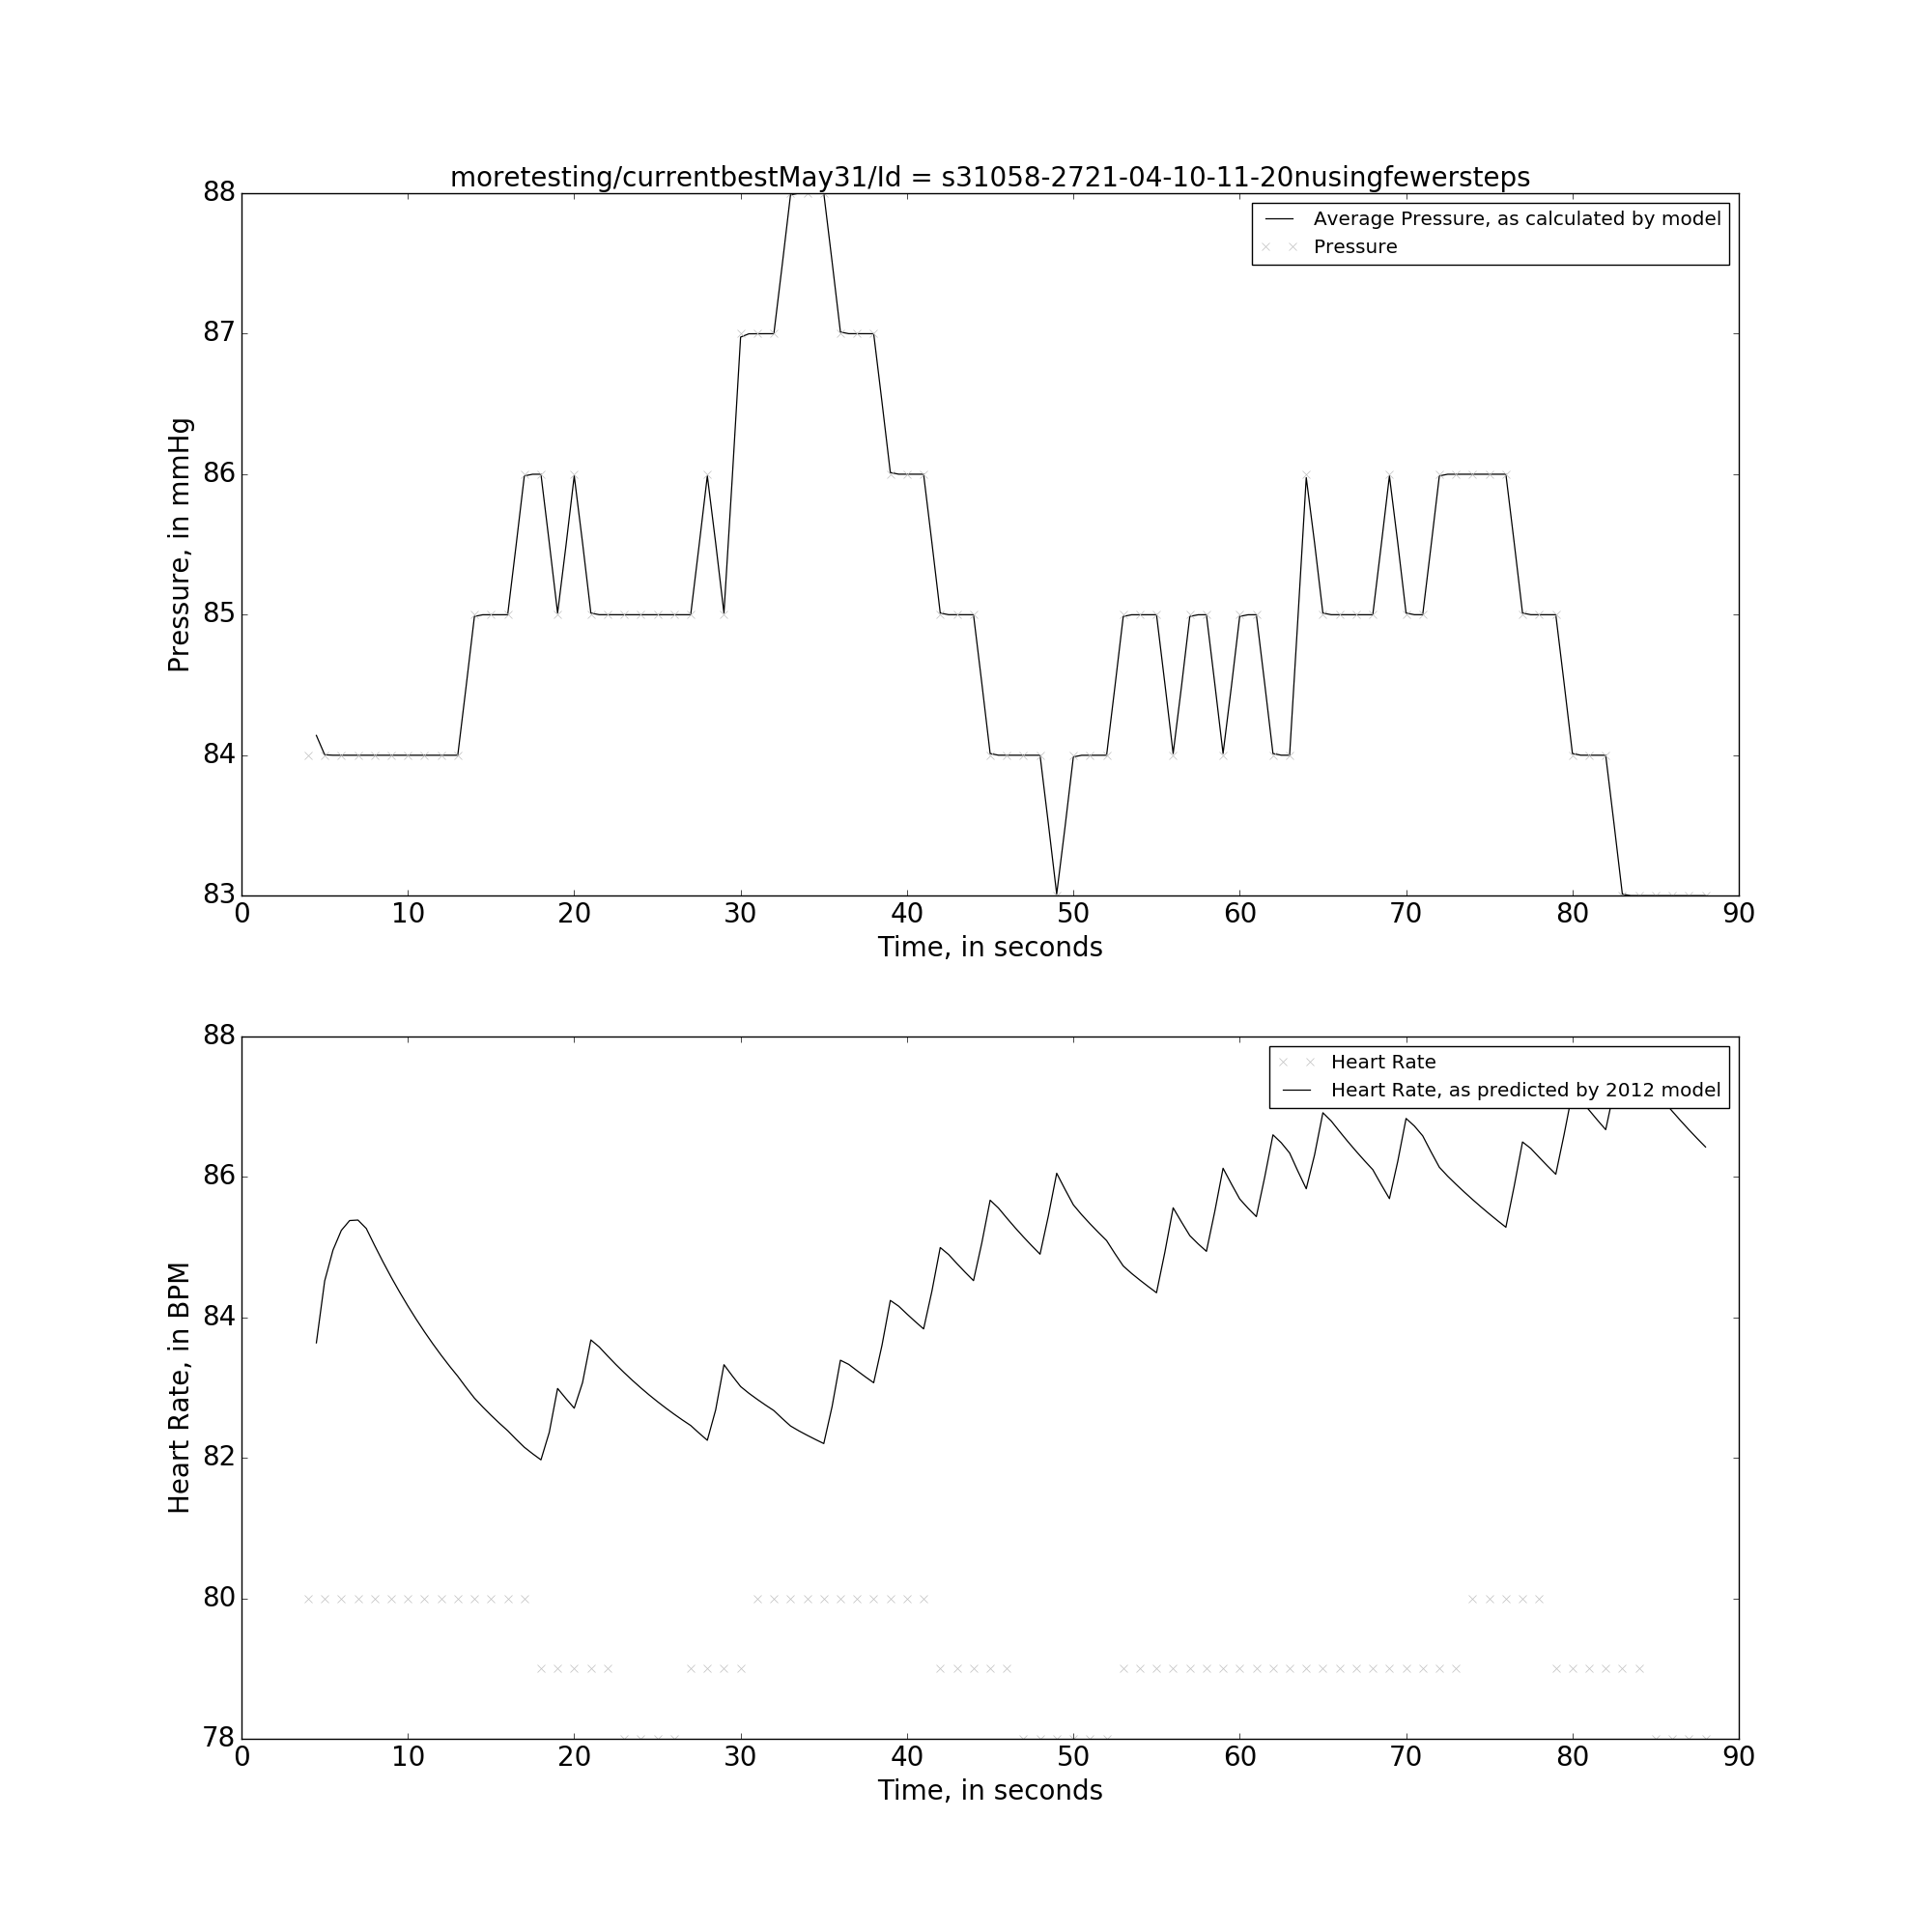 moretesting/currentbestMay31/Id = s31058-2721-04-10-11-20nusingfewersteps
88
87
86
85
84
83
Pressure, in mmHg
Average Pressure, as calculated by model
Pressure
0 10 20 30 40 50 60 70 80 90
Time, in seconds
88
86
84
82
80
78
Heart Rate, in BPM
Heart Rate
Heart Rate, as predicted by 2012 model
0 10 20 30 40 50 60 70 80 90
Time, in seconds